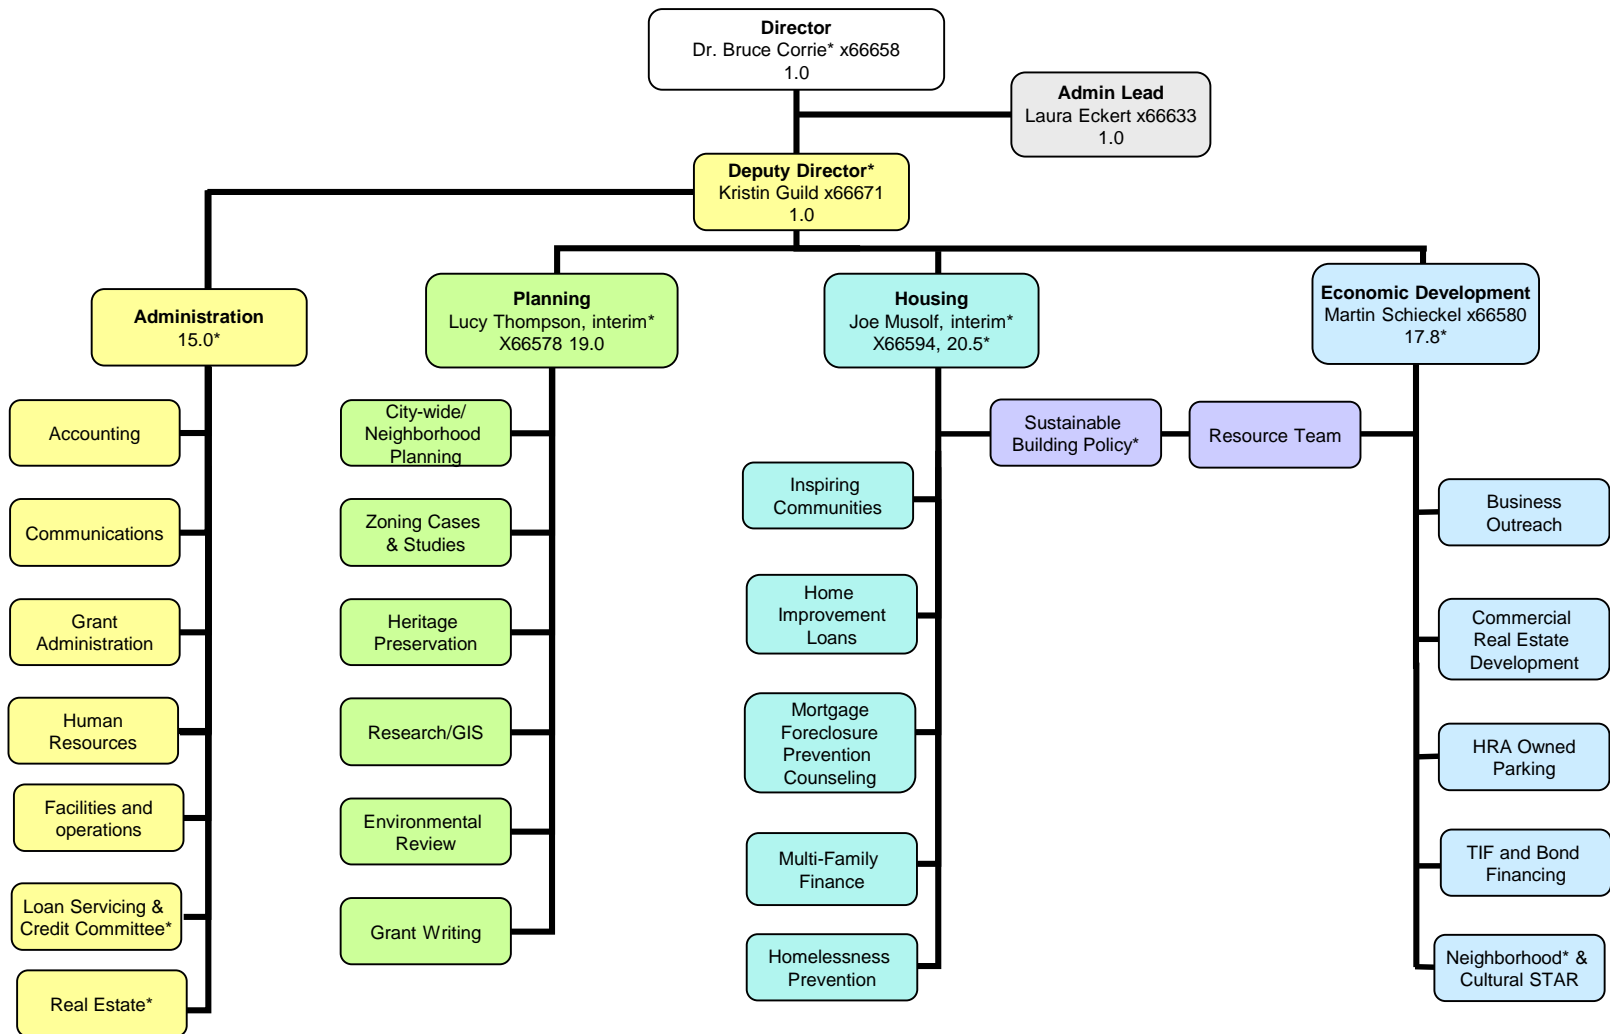 Director
Dr. Bruce Corrie* x66658
1.0
Admin Lead
Laura Eckert x66633
1.0
Deputy Director*
Kristin Guild x66671
1.0
Administration
15.0*
Planning
Lucy Thompson, interim*
X66578 19.0
Housing
Joe Musolf, interim*
X66594, 20.5*
Economic Development
Martin Schieckel x66580
17.8*
Accounting
Communications
Grant
Administration
Human
Resources
Facilities and
operations
Loan Servicing &
Credit Committee*
Real Estate*
City-wide/
Neighborhood
Planning
Zoning Cases
& Studies
Heritage
Preservation
Research/GIS
Environmental
Review
Grant Writing
Sustainable
Building Policy*
Resource Team
Inspiring
Communities
Home
Improvement
Loans
Mortgage
Foreclosure
Prevention
Counseling
Multi-Family
Finance
Homelessness
Prevention
Business
Outreach
Commercial
Real Estate
Development
HRA Owned
Parking
TIF and Bond
Financing
Neighborhood* &
Cultural STAR